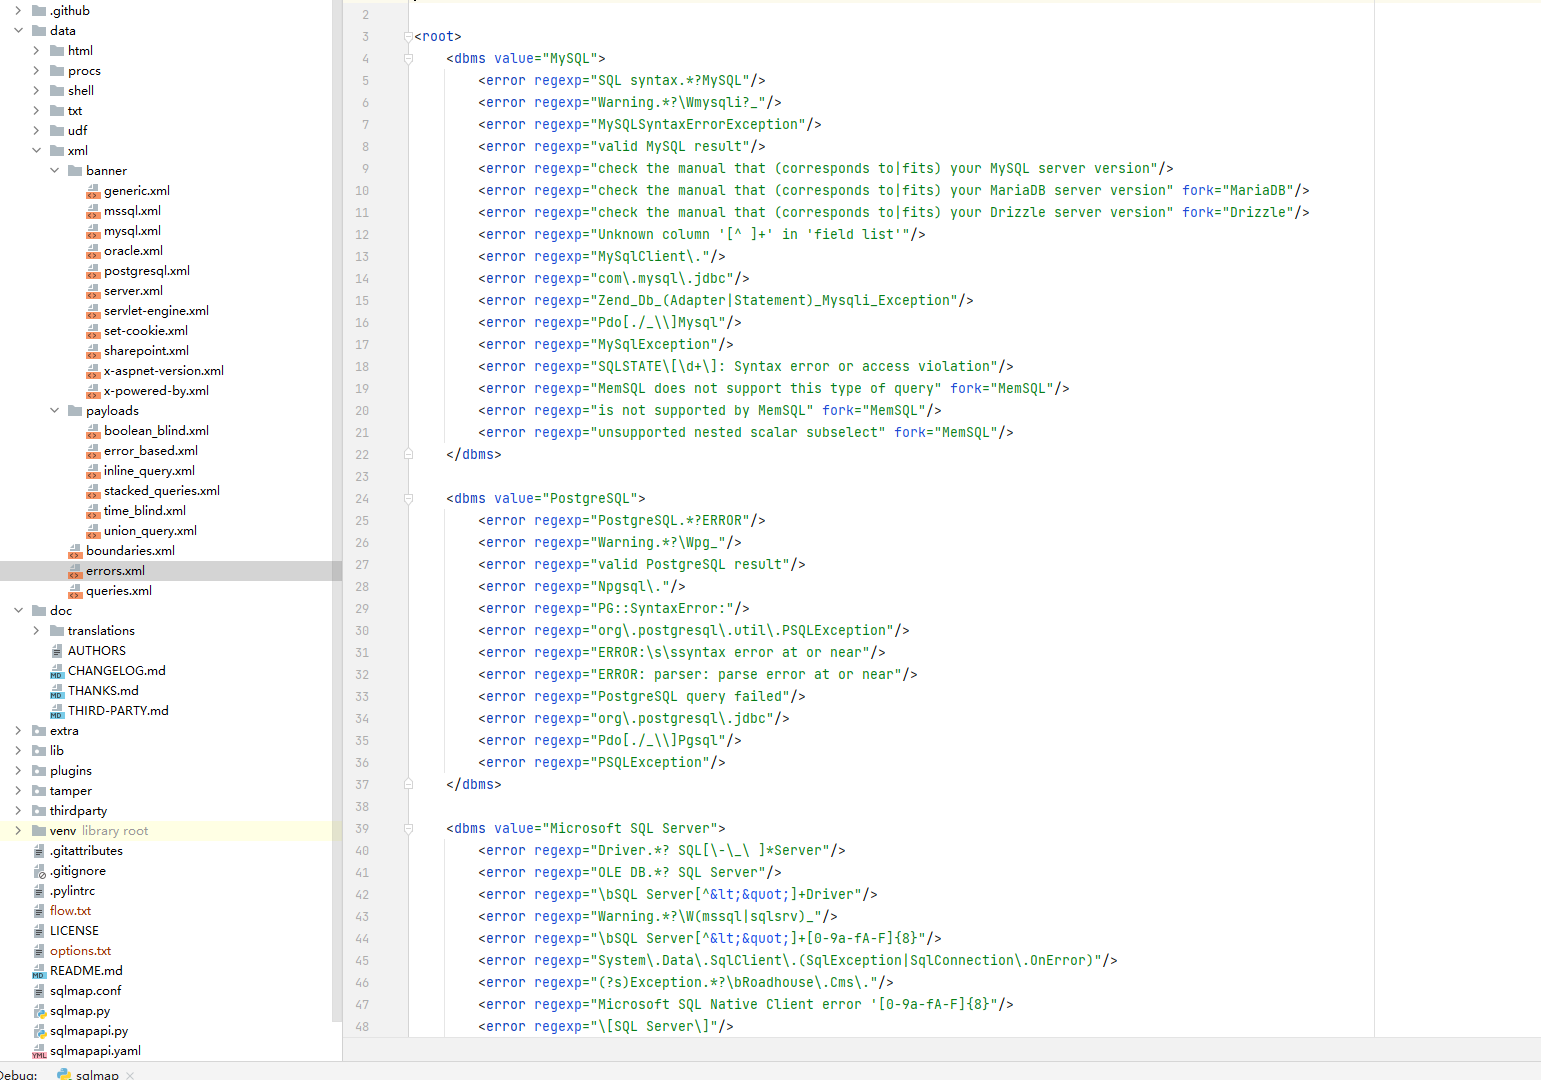 .github
data
html
procs
shell
txt
udf
xml
banner
generic.xml
mssql.xml
mysql.xml
oracle.xml
postgresql.xml
server.xml
servlet-engine.xml
set-cookie.xml
sharepoint.xml
x-aspnet-version.xml
x-powered-by.xml
payloads
boolean_blind.xml
error_based.xml
inline_query.xml
stacked_queries.xml
time_blind.xml
union_query.xml
boundaries.xml
errors.xml
queries.xml
doc
translations
AUTHORS
CHANGELOG.md
THANKS.md
THIRD-PARTY.md
extra
lib
plugins
tamper
thirdparty
venv library root
.gitattributes
.gitignore
.pylintrc
flow.txt
LICENSE
options.txt
README.md
sqlmap.conf
sqlmap.py
sqlmapapi.py
sqlmapapi.yaml
2
3 <root>
4 <dbms value="MySQL">
5 <error regexp="SQL syntax.*?MySQL"/>
6 <error regexp="Warning.*?\Wmysqli?_"/>
7 <error regexp="MySQLSyntaxErrorException"/>
8 <error regexp="valid MySQL result"/>
9 <error regexp="check the manual that (corresponds to|fits) your MySQL server version"/>
10 <error regexp="check the manual that (corresponds to|fits) your MariaDB server version" fork="MariaDB"/>
11 <error regexp="check the manual that (corresponds to|fits) your Drizzle server version" fork="Drizzle"/>
12 <error regexp="Unknown column '[^ ]+' in 'field list'"/>
13 <error regexp="MySqlClient\."/>
14 <error regexp="com\.mysql\.jdbc"/>
15 <error regexp="Zend_Db_(Adapter|Statement)_Mysqli_Exception"/>
16 <error regexp="Pdo[./_\\]Mysql"/>
17 <error regexp="MySqlException"/>
18 <error regexp="SQLSTATE\[\d+\]: Syntax error or access violation"/>
19 <error regexp="MemSQL does not support this type of query" fork="MemSQL"/>
20 <error regexp="is not supported by MemSQL" fork="MemSQL"/>
21 <error regexp="unsupported nested scalar subselect" fork="MemSQL"/>
22 </dbms>
23
24 <dbms value="PostgreSQL">
25 <error regexp="PostgreSQL.*?ERROR"/>
26 <error regexp="Warning.*?\Wpg_"/>
27 <error regexp="valid PostgreSQL result"/>
28 <error regexp="Npgsql\."/>
29 <error regexp="PG::SyntaxError:"/>
30 <error regexp="org\.postgresql\.util\.PSQLException"/>
31 <error regexp="ERROR:\s\ssyntax error at or near"/>
32 <error regexp="ERROR: parser: parse error at or near"/>
33 <error regexp="PostgreSQL query failed"/>
34 <error regexp="org\.postgresql\.jdbc"/>
35 <error regexp="Pdo[./_\\]Pgsql"/>
36 <error regexp="PSQLException"/>
37 </dbms>
38
39 <dbms value="Microsoft SQL Server">
40 <error regexp="Driver.*? SQL[\-\_\ ]*Server"/>
41 <error regexp="OLE DB.*? SQL Server"/>
42 <error regexp="\bSQL Server[^&lt;&quot;]+Driver"/>
43 <error regexp="Warning.*?\W(mssql|sqlsrv)_"/>
44 <error regexp="\bSQL Server[^&lt;&quot;]+[0-9a-fA-F]{8}"/>
45 <error regexp="System\.Data\.SqlClient\.(SqlException|SqlConnection\.OnError)"/>
46 <error regexp="(?s)Exception.*?\bRoadhouse\.Cms\."/>
47 <error regexp="Microsoft SQL Native Client error '[0-9a-fA-F]{8}"/>
48 <error regexp="\[SQL Server\]"/>
Debug: sqlmap